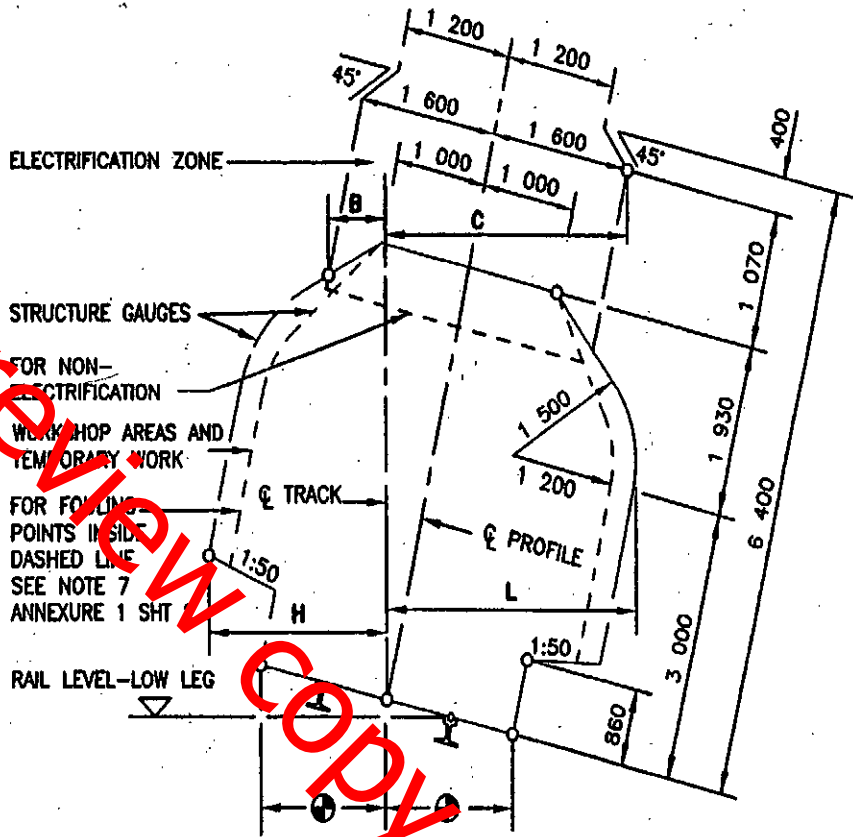 1 200
1 200
45°
1 600
1 600
45°
400
ELECTRIFICATION ZONE
1 000
1 000
B
C
1 070
STRUCTURE GAUGES
FOR NON-
ELECTRIFICATION
WORKSHOP AREAS AND
TEMPORARY WORK
1 500
1 930
1 200
6 400
℄ TRACK
FOR FOULING
POINTS INSIDE
DASHED LINE
SEE NOTE 7
ANNEXURE 1 SHT
1:50
℄ PROFILE
H
L
3 000
1:50
RAIL LEVEL-LOW LEG
860
review copy